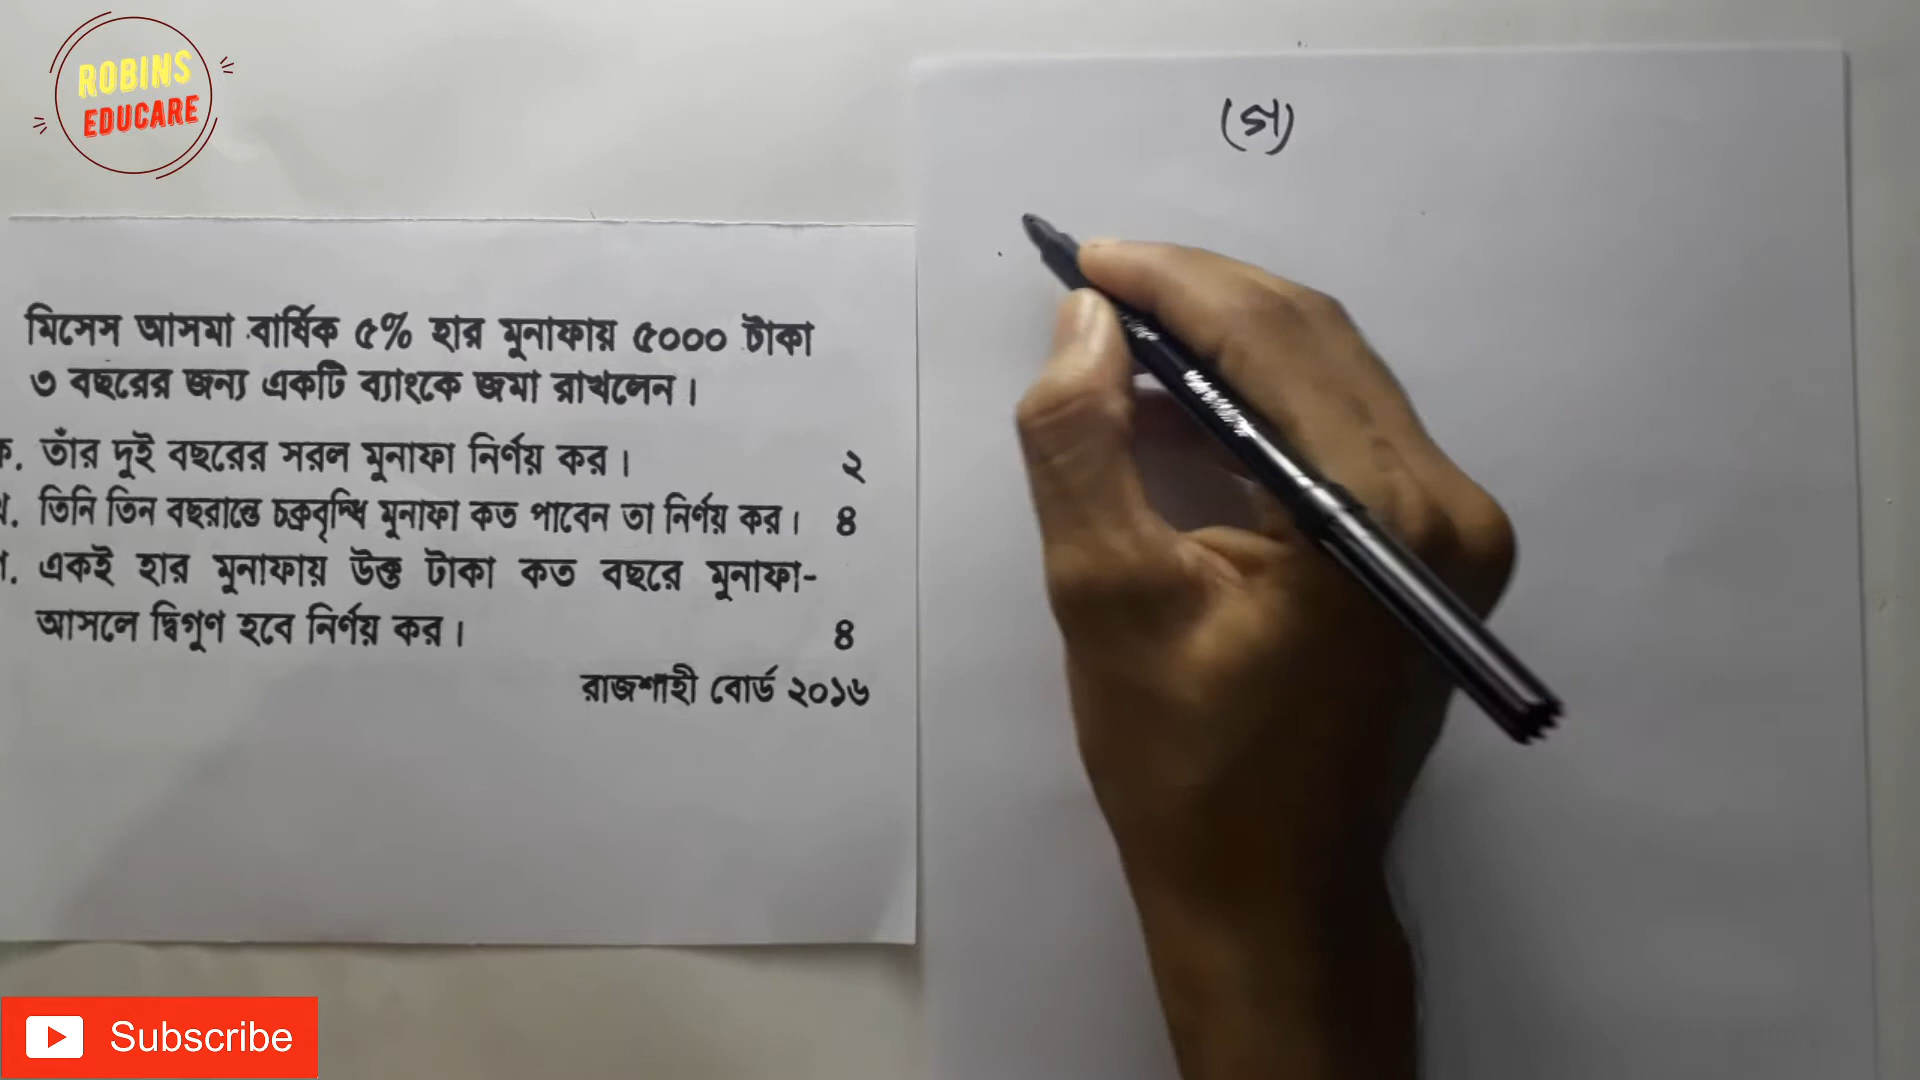 ROBINS
EDUCARE
(গ)
মিসেস আসমা বার্ষিক ৫% হার মুনাফায় ৫০০০ টাকা
৩ বছরের জন্য একটি ব্যাংকে জমা রাখলেন।
ক. তাঁর দুই বছরের সরল মুনাফা নির্ণয় কর। ২
খ. তিনি তিন বছরান্তে চক্রবৃদ্ধি মুনাফা কত পাবেন তা নির্ণয় কর। ৪
গ. একই হার মুনাফায় উক্ত টাকা কত বছরে মুনাফা-
আসলে দ্বিগুণ হবে নির্ণয় কর। ৪
রাজশাহী বোর্ড ২০১৬
Subscribe